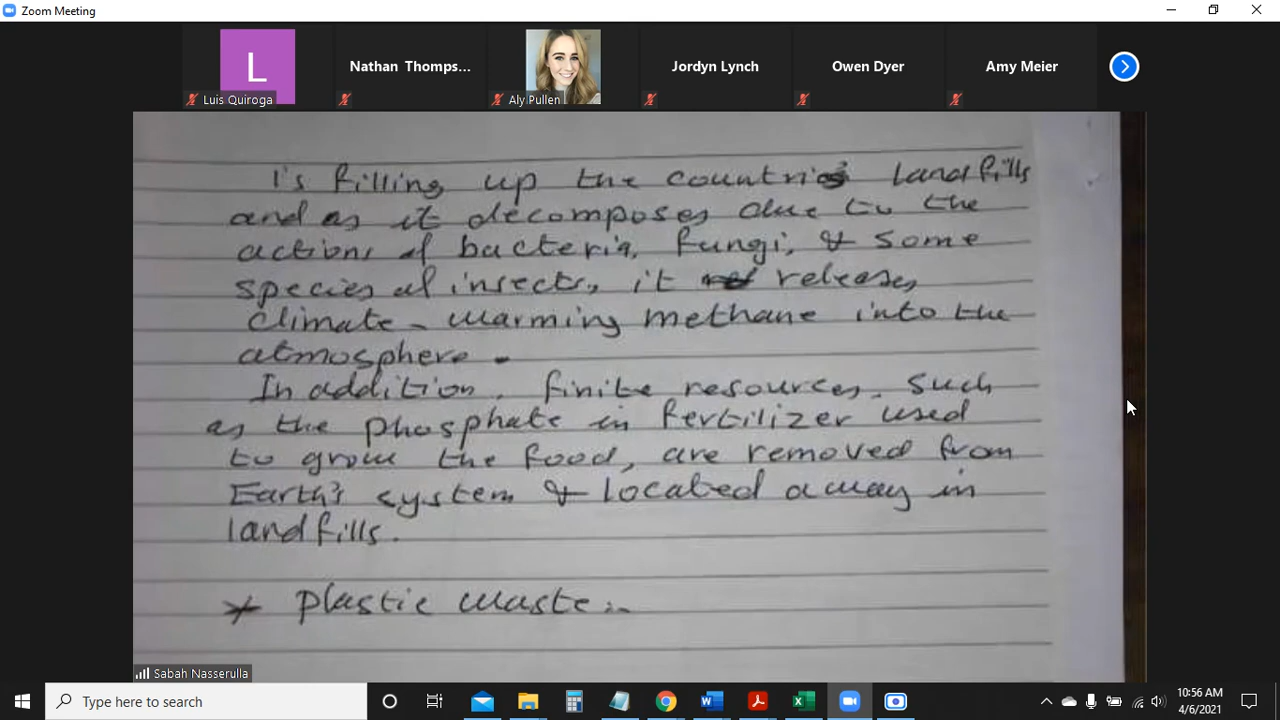 Zoom Meeting
L
Luis Quiroga
Nathan Thomps...
Aly Pullen
Jordyn Lynch
Owen Dyer
Amy Meier
Is filling up the countries landfills
and as it decomposes due to the
actions of bacteria, fungi, & some
species of insects, it releases
climate-warming methane into the
atmosphere.
In addition, finite resources, such
as the phosphate in fertilizer used
to grow the food, are removed from
Earth's system & located away in
landfills.
* Plastic waste :-
Sabah Nasserulla
Type here to search
10:56 AM
4/6/2021